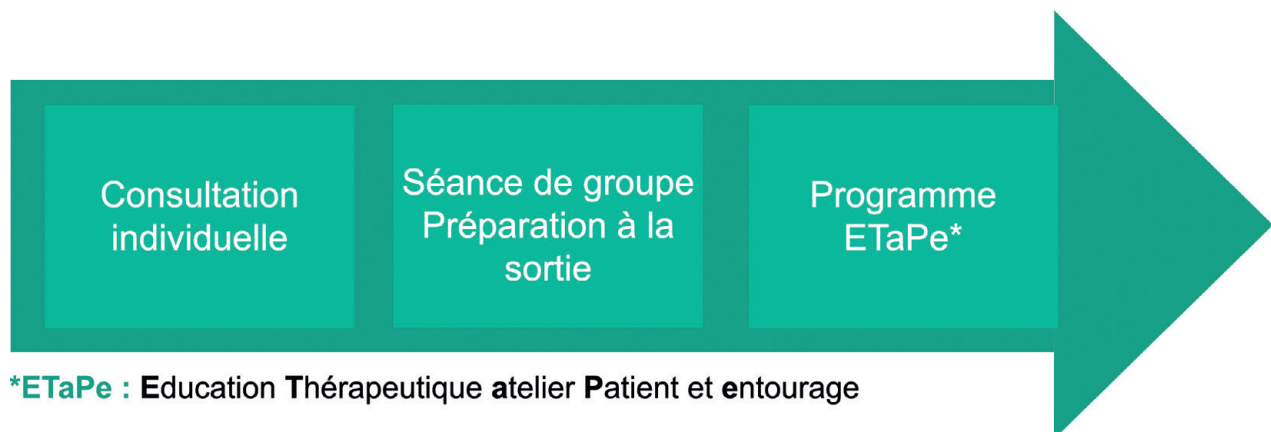 Consultation
individuelle
Séance de groupe
Préparation à la
sortie
Programme
ETaPe*
*ETaPe : Education Thérapeutique atelier Patient et entourage